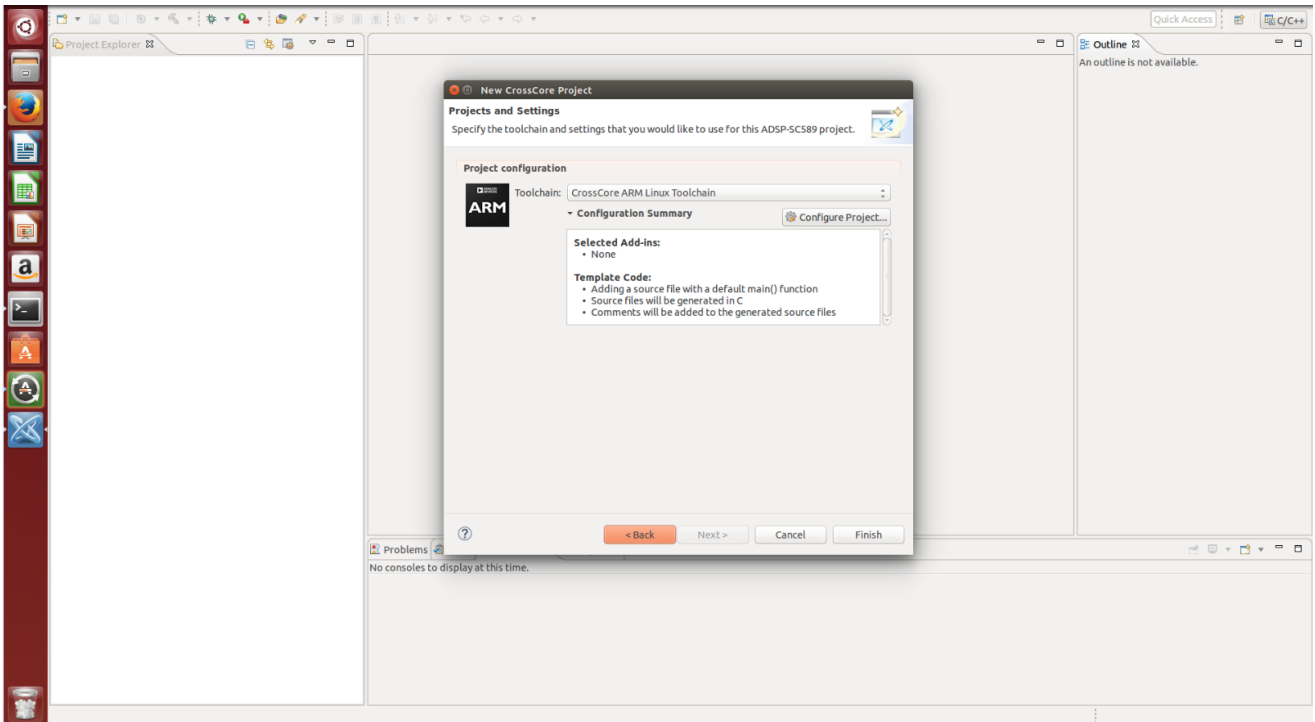 Quick Access
C/C++
Project Explorer
Outline
An outline is not available.
New CrossCore Project
Projects and Settings
Specify the toolchain and settings that you would like to use for this ADSP-SC589 project.
Project configuration
Toolchain: CrossCore ARM Linux Toolchain
ARM
Configuration Summary
Configure Project...
Selected Add-ins:
• None
Template Code:
• Adding a source file with a default main() function
• Source files will be generated in C
• Comments will be added to the generated source files
< Back
Next >
Cancel
Finish
Problems
No consoles to display at this time.